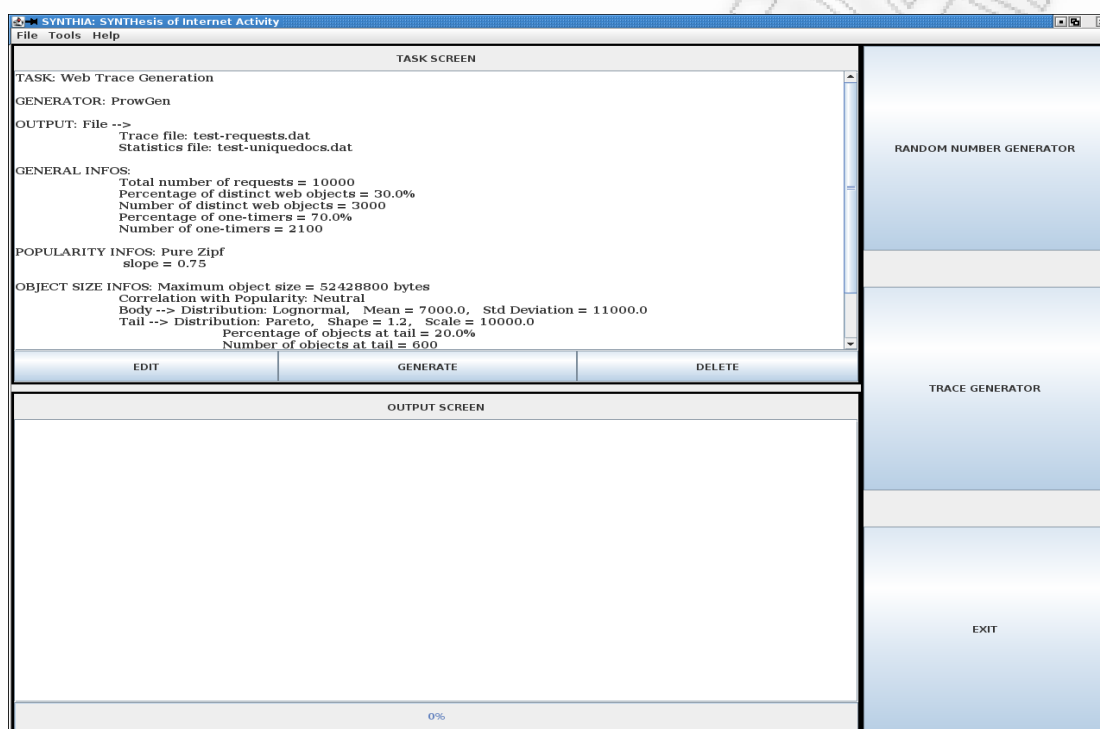 SYNTHIA: SYNTHesis of Internet Activity
File Tools Help
TASK SCREEN
TASK: Web Trace Generation
GENERATOR: ProwGen
OUTPUT: File -->
Trace file: test-requests.dat
Statistics file: test-uniquedocs.dat
GENERAL INFOS:
Total number of requests = 10000
Percentage of distinct web objects = 30.0%
Number of distinct web objects = 3000
Percentage of one-timers = 70.0%
Number of one-timers = 2100
POPULARITY INFOS: Pure Zipf
slope = 0.75
OBJECT SIZE INFOS: Maximum object size = 52428800 bytes
Correlation with Popularity: Neutral
Body --> Distribution: Lognormal, Mean = 7000.0, Std Deviation = 11000.0
Tail --> Distribution: Pareto, Shape = 1.2, Scale = 10000.0
Percentage of objects at tail = 20.0%
Number of objects at tail = 600
EDIT
GENERATE
DELETE
OUTPUT SCREEN
0%
RANDOM NUMBER GENERATOR
TRACE GENERATOR
EXIT